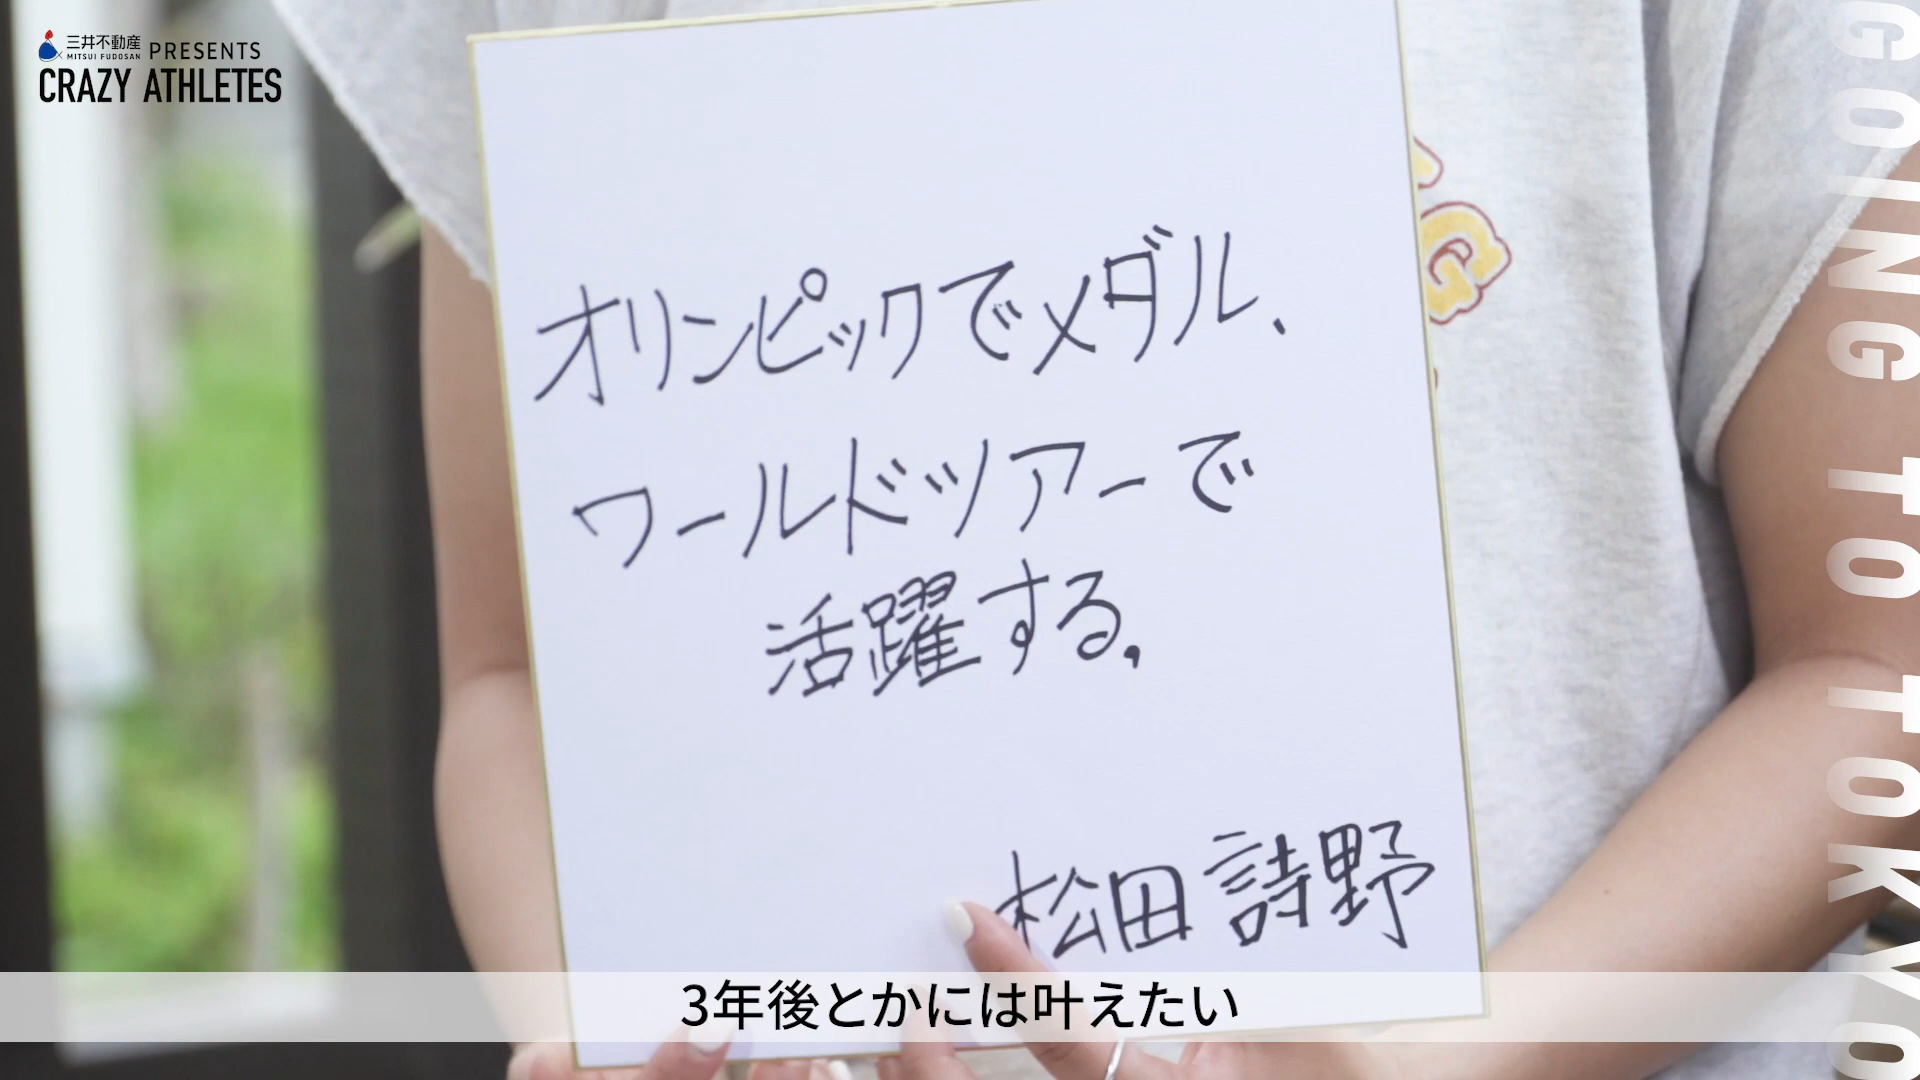 三井不動産
MITSUI FUDOSAN
PRESENTS
CRAZY ATHLETES
オリンピックでメダル、
ワールドツアーで
活躍する.
松田詩野
3年後とかには叶えたい
GOING TO TOKYO